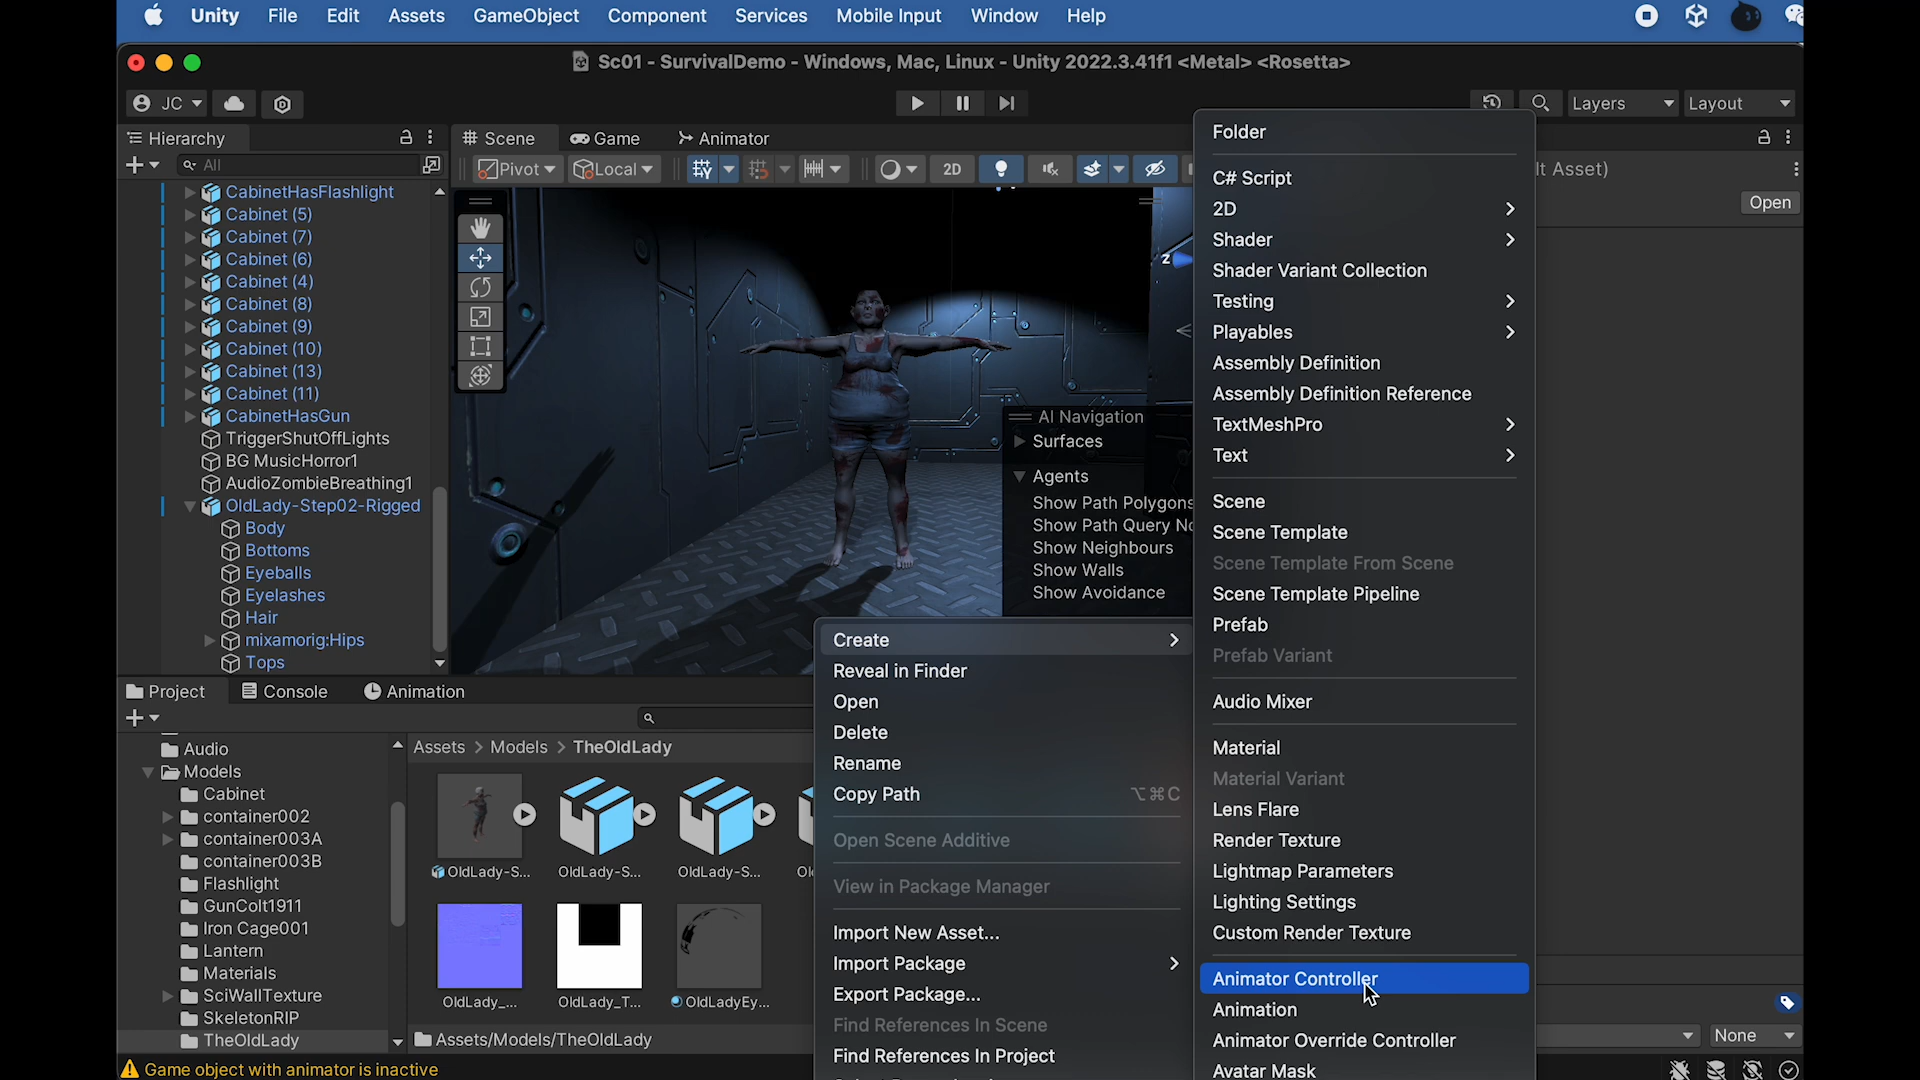 Unity File Edit Assets GameObject Component Services Mobile Input Window Help
Sc01 - SurvivalDemo - Windows, Mac, Linux - Unity 2022.3.41f1 <Metal> <Rosetta>
JC Layers Layout
Hierarchy
All
CabinetHasFlashlight
Cabinet (5)
Cabinet (7)
Cabinet (6)
Cabinet (4)
Cabinet (8)
Cabinet (9)
Cabinet (10)
Cabinet (13)
Cabinet (11)
CabinetHasGun
TriggerShutOffLights
BG MusicHorror1
AudioZombieBreathing1
OldLady-Step02-Rigged
Body
Bottoms
Eyeballs
Eyelashes
Hair
mixamorig:Hips
Tops
Scene Game Animator
Pivot Local 2D
z
AI Navigation
Surfaces
Agents
Show Path Polygons
Show Path Query No
Show Neighbours
Show Walls
Show Avoidance
lt Asset)
Open
Project Console Animation
Audio
Models
Cabinet
container002
container003A
container003B
Flashlight
GunColt1911
Iron Cage001
Lantern
Materials
SciWallTexture
SkeletonRIP
TheOldLady
Assets > Models > TheOldLady
OldLady-S... OldLady-S... OldLady-S... Ol
OldLady_... OldLady_T... OldLadyEy...
Assets/Models/TheOldLady
Create
Reveal in Finder
Open
Delete
Rename
Copy Path ⌥⌘C
Open Scene Additive
View in Package Manager
Import New Asset...
Import Package
Export Package...
Find References In Scene
Find References In Project
Folder
C# Script
2D
Shader
Shader Variant Collection
Testing
Playables
Assembly Definition
Assembly Definition Reference
TextMeshPro
Text
Scene
Scene Template
Scene Template From Scene
Scene Template Pipeline
Prefab
Prefab Variant
Audio Mixer
Material
Material Variant
Lens Flare
Render Texture
Lightmap Parameters
Lighting Settings
Custom Render Texture
Animator Controller
Animation
Animator Override Controller
Avatar Mask
None
Game object with animator is inactive